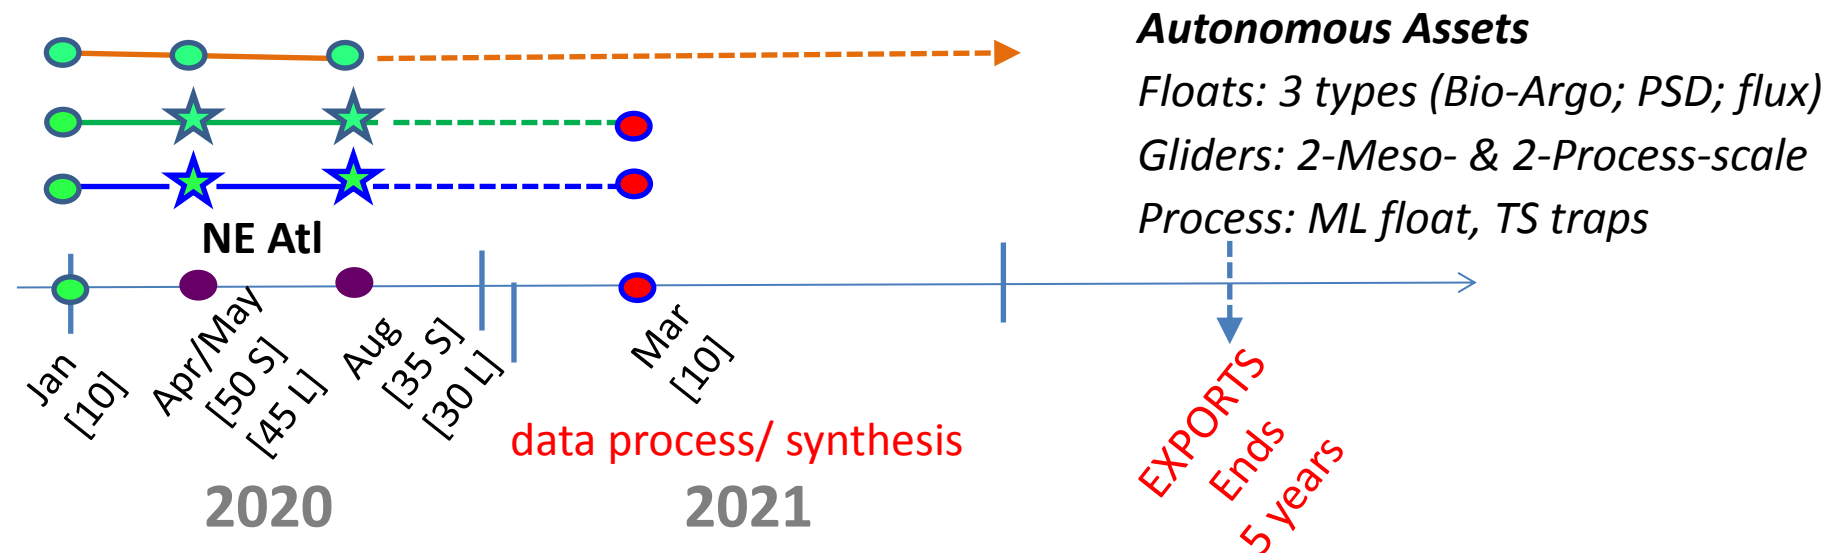 Autonomous Assets
Floats: 3 types (Bio-Argo; PSD; flux)
Gliders: 2-Meso- & 2-Process-scale
Process: ML float, TS traps
NE Atl
Jan
[10]
Apr/May
[50 S]
[45 L]
Aug
[35 S]
[30 L]
Mar
[10]
data process/ synthesis
EXPORTS
Ends
5 years
2020
2021